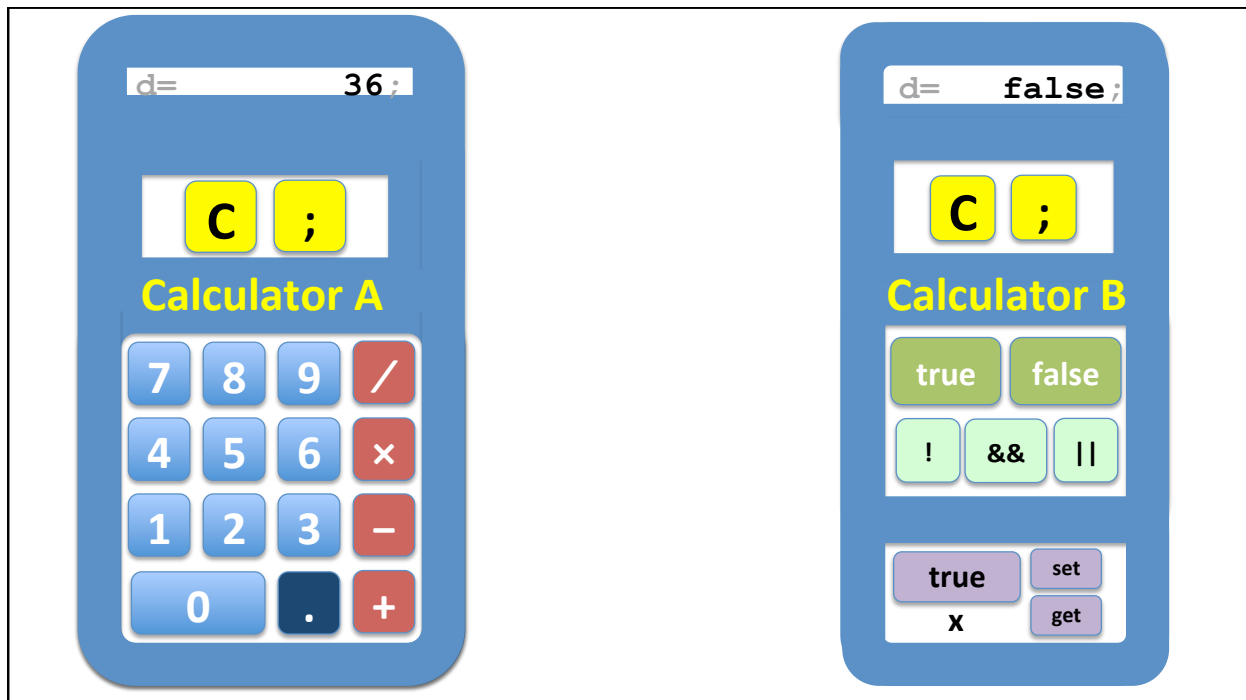 d= 36;
C ;
Calculator A
7 8 9 /
4 5 6 ×
1 2 3 −
0 . +
d= false;
C ;
Calculator B
true false
! && ||
true set
x get